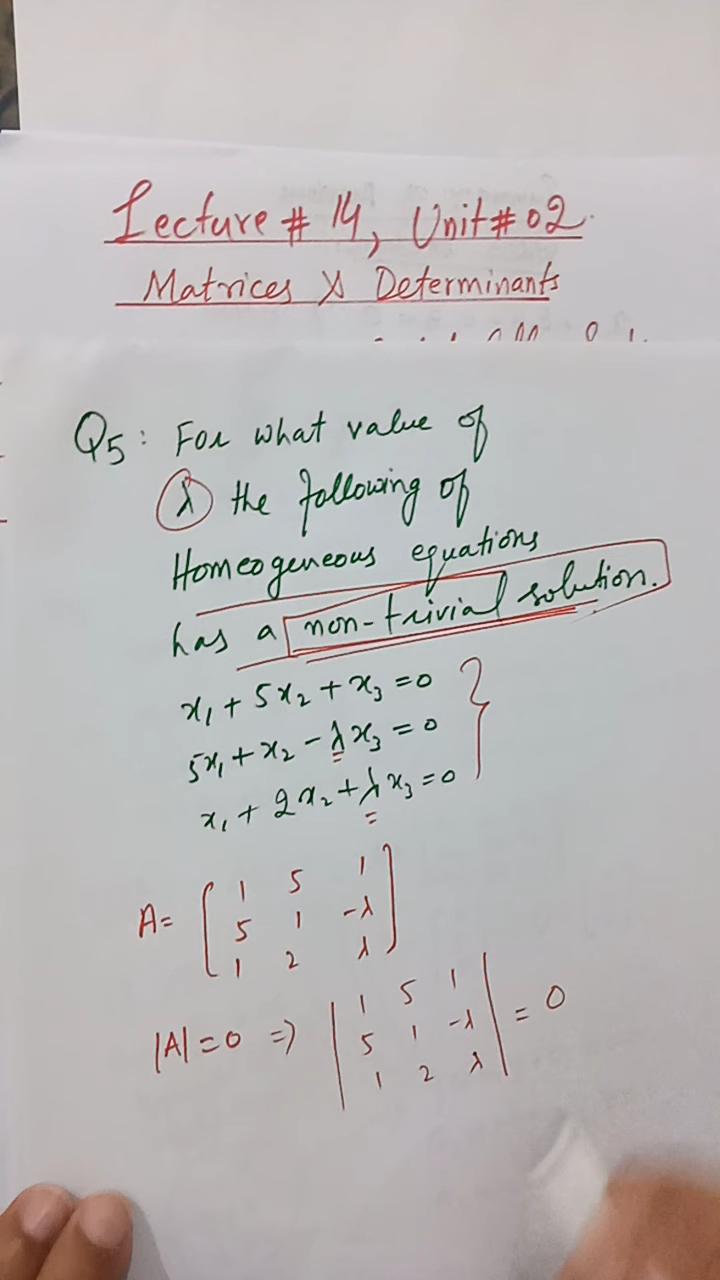 Lecture # 14, Unit # 02.
Matrices & Determinants
Q5: For what value of
λ the following of
Homeogeneous equations
has a non-trivial solution.
x₁ + 5x₂ + x₃ = 0
5x₁ + x₂ - λx₃ = 0
x₁ + 2x₂ + λx₃ = 0
A= [ 1 5 1
5 1 -λ
1 2 λ ]
|A| = 0 => | 1 5 1
5 1 -λ
1 2 λ | = 0